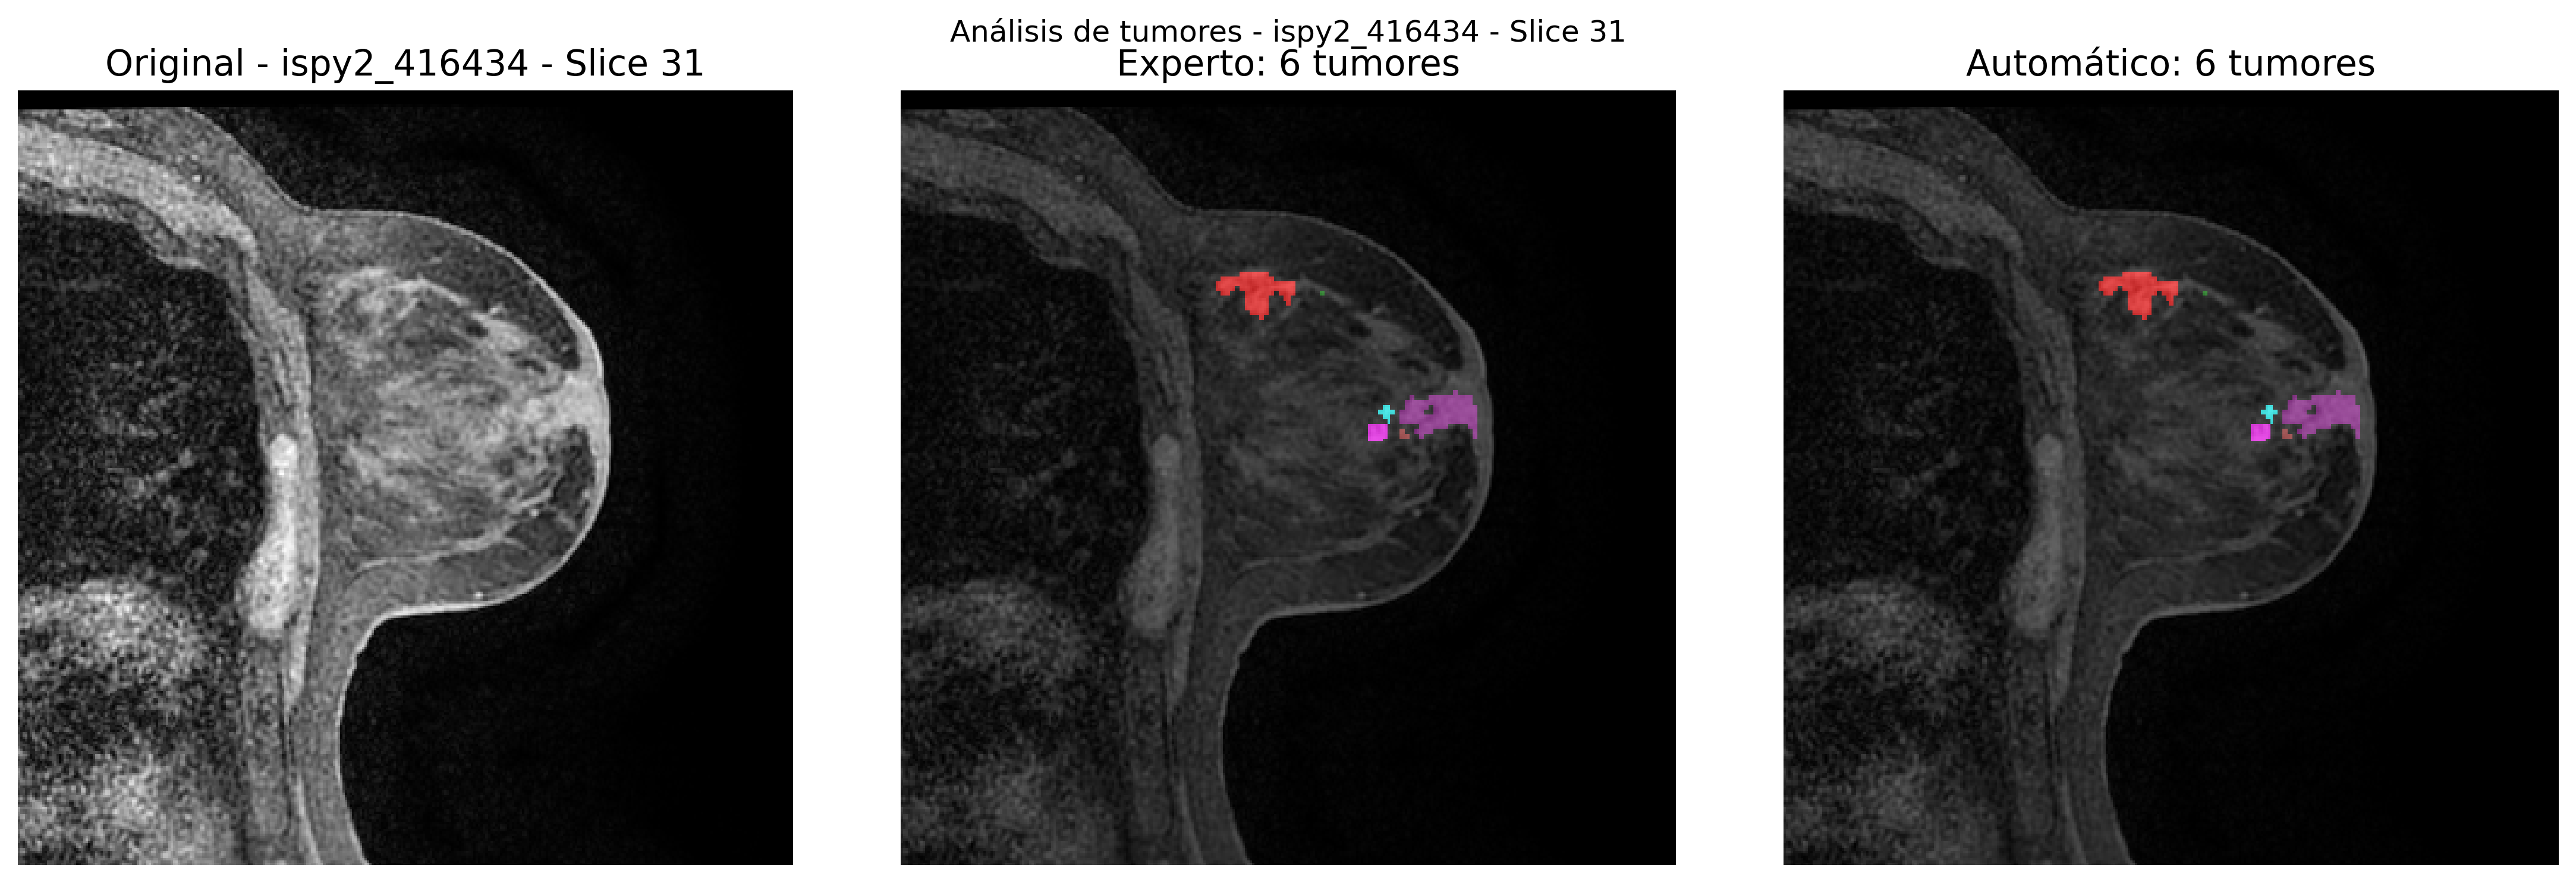 Análisis de tumores - ispy2_416434 - Slice 31
Original - ispy2_416434 - Slice 31
Experto: 6 tumores
Automático: 6 tumores